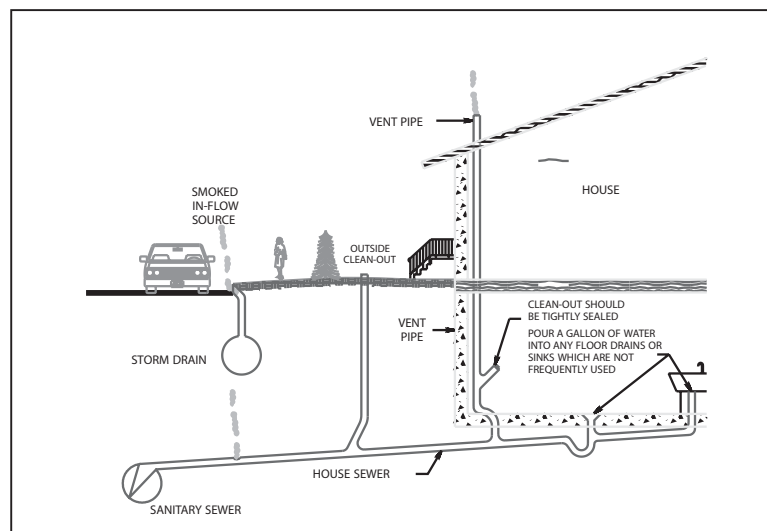 VENT PIPE
HOUSE
SMOKED
IN-FLOW
SOURCE
OUTSIDE
CLEAN-OUT
CLEAN-OUT SHOULD
BE TIGHTLY SEALED
VENT
PIPE
POUR A GALLON OF WATER
INTO ANY FLOOR DRAINS OR
SINKS WHICH ARE NOT
FREQUENTLY USED
STORM DRAIN
HOUSE SEWER
SANITARY SEWER